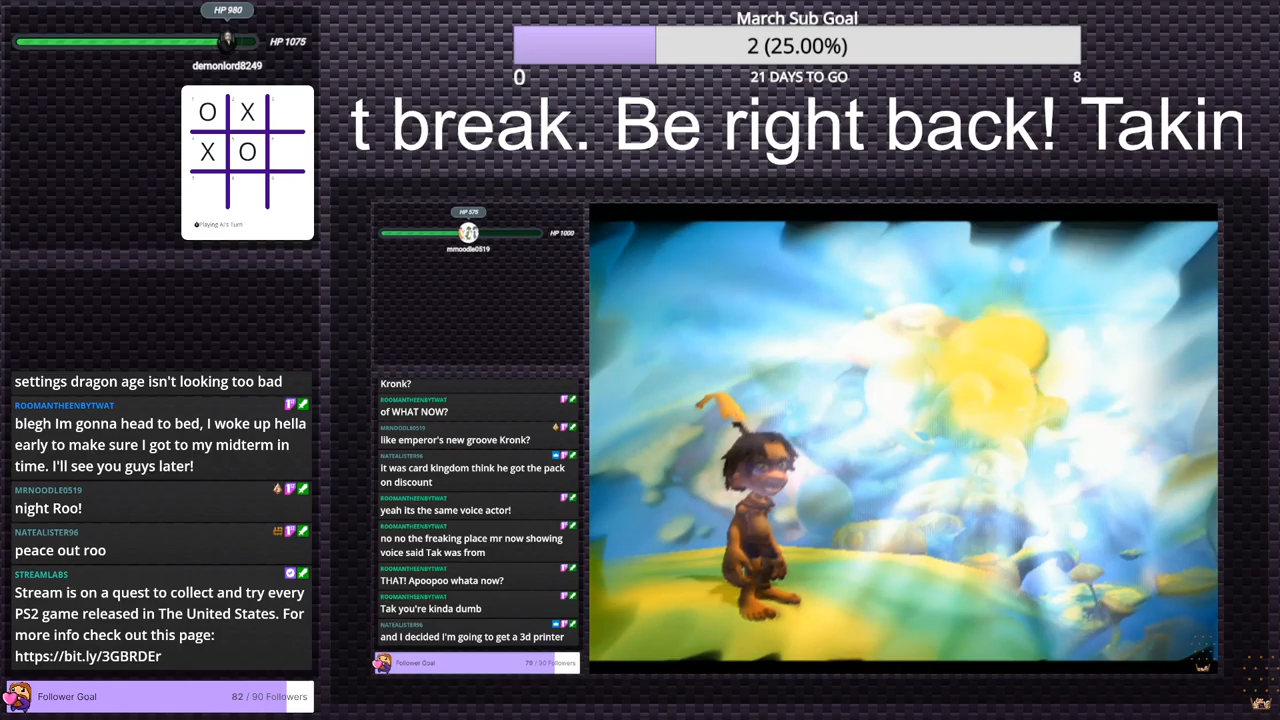 HP 980
HP 1075
demonlord8249
March Sub Goal
2 (25.00%)
0
21 DAYS TO GO
8
t break. Be right back! Takin
O X
X O
Playing AI's Turn
settings dragon age isn't looking too bad
ROOMANTHEENBYTWAT
blegh Im gonna head to bed, I woke up hella
early to make sure I got to my midterm in
time. I'll see you guys later!
MRNOODLE0519
night Roo!
NATEALISTER96
peace out roo
STREAMLABS
Stream is on a quest to collect and try every
PS2 game released in The United States. For
more info check out this page:
https://bit.ly/3GBRDEr
Follower Goal
82 / 90 Followers
HP 575
HP 1000
mrnoodle0519
Kronk?
ROOMANTHEENBYTWAT
of WHAT NOW?
MRNOODLE0519
like emperor's new groove Kronk?
NATEALISTER96
it was card kingdom think he got the pack
on discount
ROOMANTHEENBYTWAT
yeah its the same voice actor!
ROOMANTHEENBYTWAT
no no the freaking place mr now showing
voice said Tak was from
ROOMANTHEENBYTWAT
THAT! Apoopoo whata now?
ROOMANTHEENBYTWAT
Tak you're kinda dumb
NATEALISTER96
and I decided I'm going to get a 3d printer
Follower Goal
79 / 90 Followers